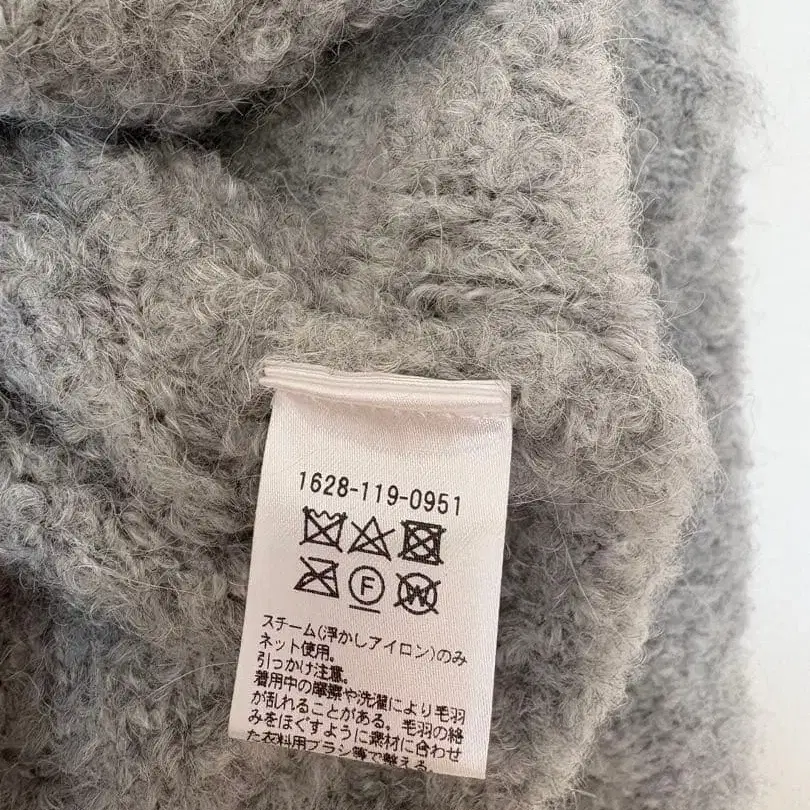 1628-119-0951
F
W
スチーム(浮かしアイロン)のみ
ネット使用。
引っかけ注意。
着用中の摩擦や洗濯により毛羽
が乱れることがある。毛羽の絡
みをほぐすように素材に合わせ
た衣料用ブラシ等で整える。